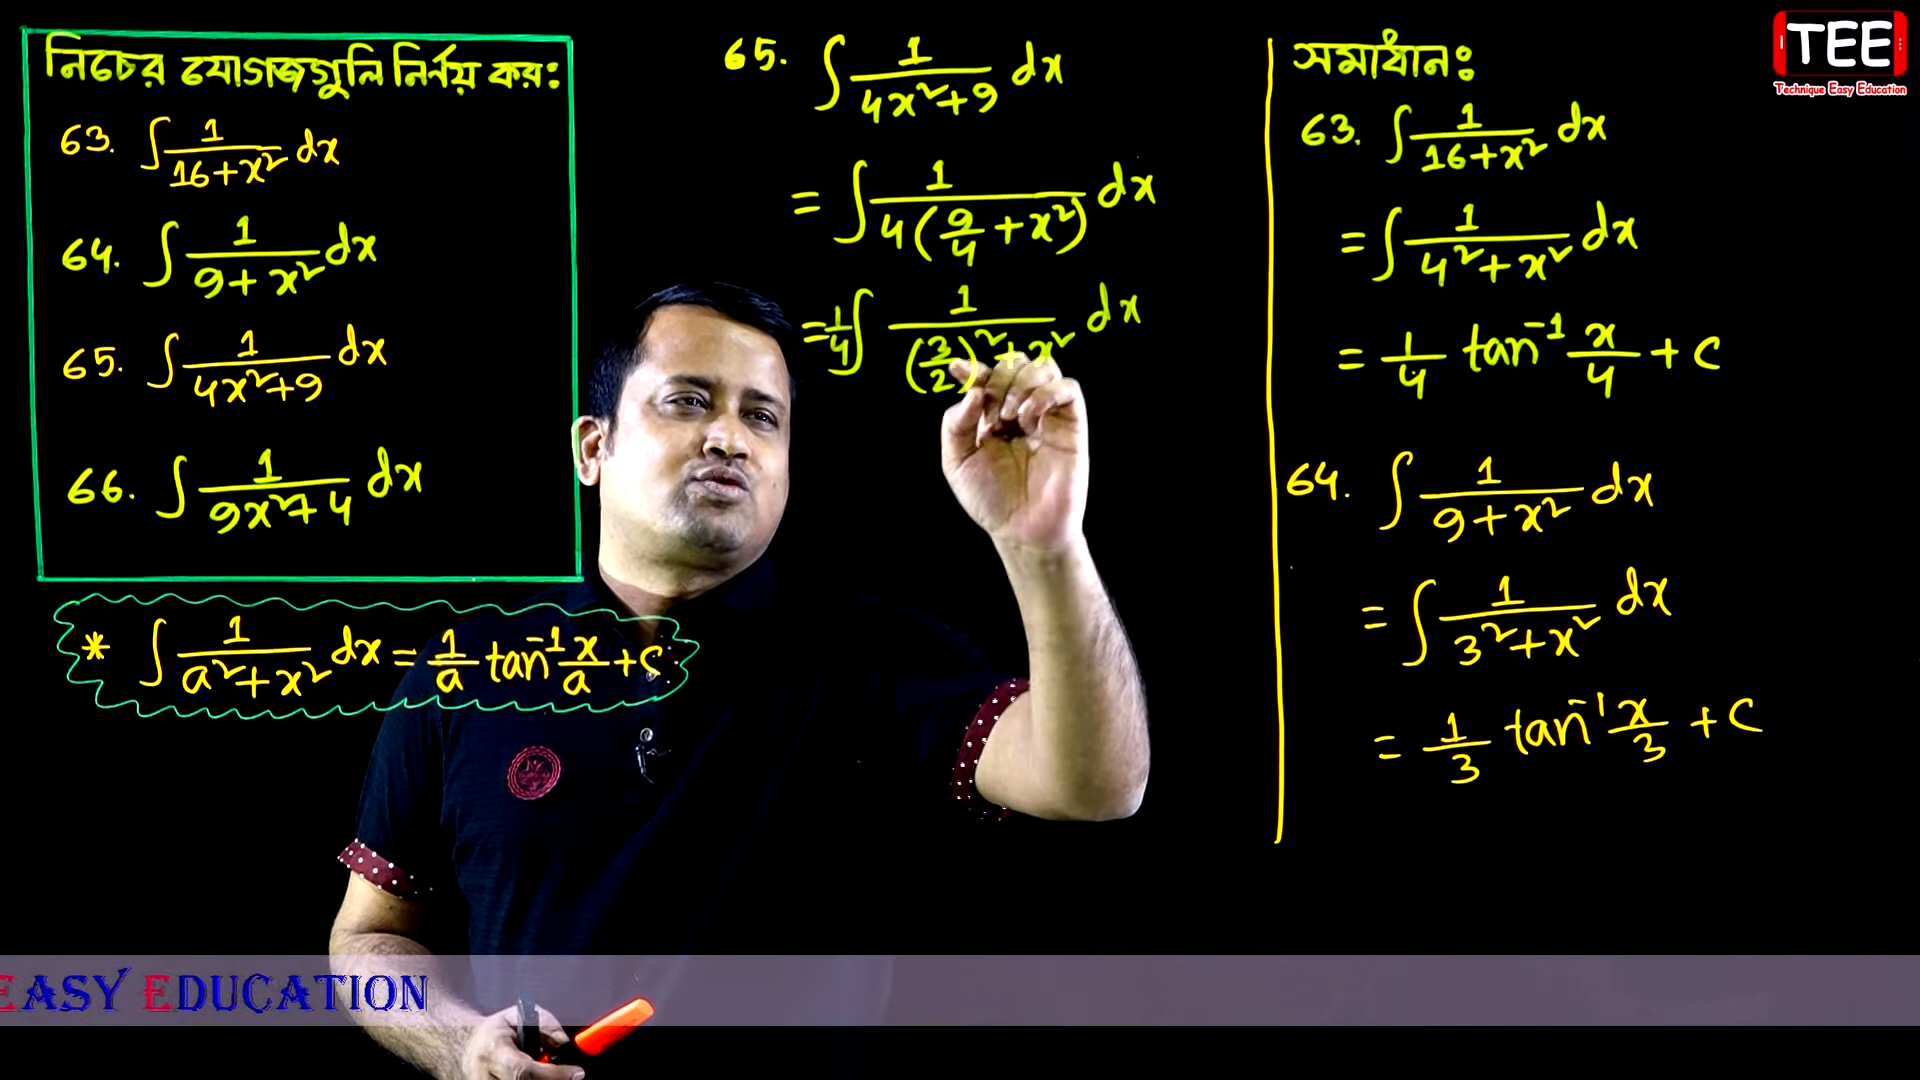 নিচের যোগজগুলি নির্ণয় কর:
63. ∫ 1/(16+x²) dx
64. ∫ 1/(9+x²) dx
65. ∫ 1/(4x²+9) dx
66. ∫ 1/(9x²+4) dx
* ∫ 1/(a²+x²) dx = 1/a tan⁻¹ x/a + c
65. ∫ 1/(4x²+9) dx
= ∫ 1/(4(9/4+x²)) dx
= 1/4 ∫ 1/((3/2)²+x²) dx
সমাধান:
63. ∫ 1/(16+x²) dx
= ∫ 1/(4²+x²) dx
= 1/4 tan⁻¹ x/4 + c
64. ∫ 1/(9+x²) dx
= ∫ 1/(3²+x²) dx
= 1/3 tan⁻¹ x/3 + c
TEE
Technique Easy Education
EASY EDUCATION